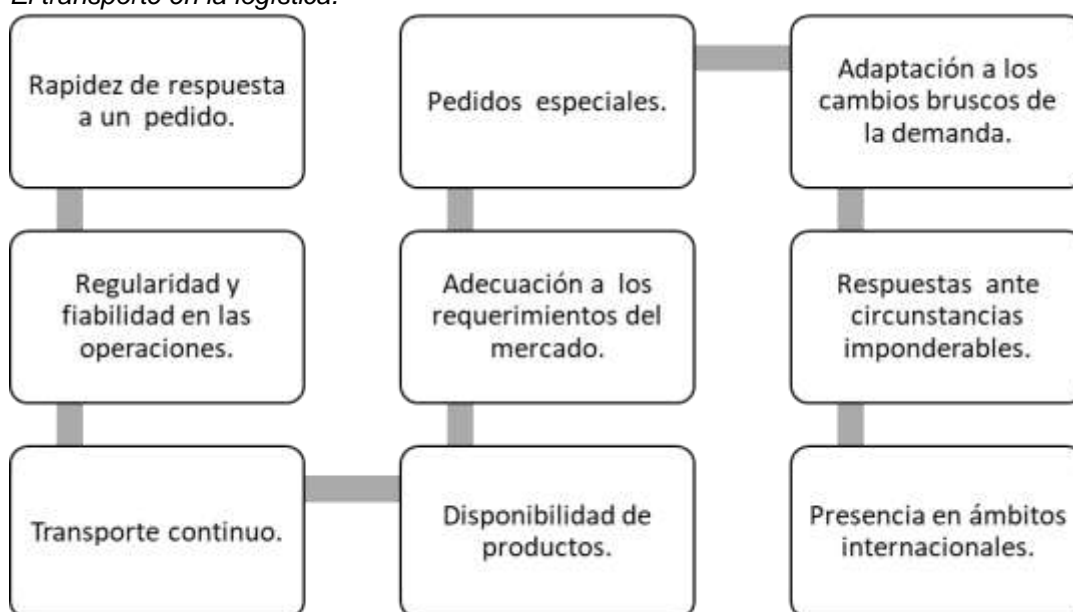 El transporte en la logística.
Rapidez de respuesta
a un pedido.
Regularidad y
fiabilidad en las
operaciones.
Transporte continuo.
Disponibilidad de
productos.
Adecuación a los
requerimientos del
mercado.
Pedidos especiales.
Adaptación a los
cambios bruscos de
la demanda.
Respuestas ante
circunstancias
imponderables.
Presencia en ámbitos
internacionales.